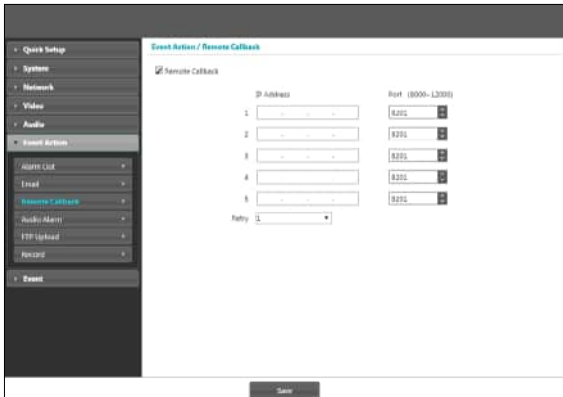 Quick Setup
System
Network
Video
Audio
Event Action
Alarm List
Email
Remote Callback
Audio Alarm
FTP Upload
Record
Event
Event Action / Remote Callback
Remote Callback
IP Address Port (8000~12000)
1 . . . 8201
2 . . . 8201
3 . . . 8201
4 . . . 8201
5 . . . 8201
Retry 1
Save